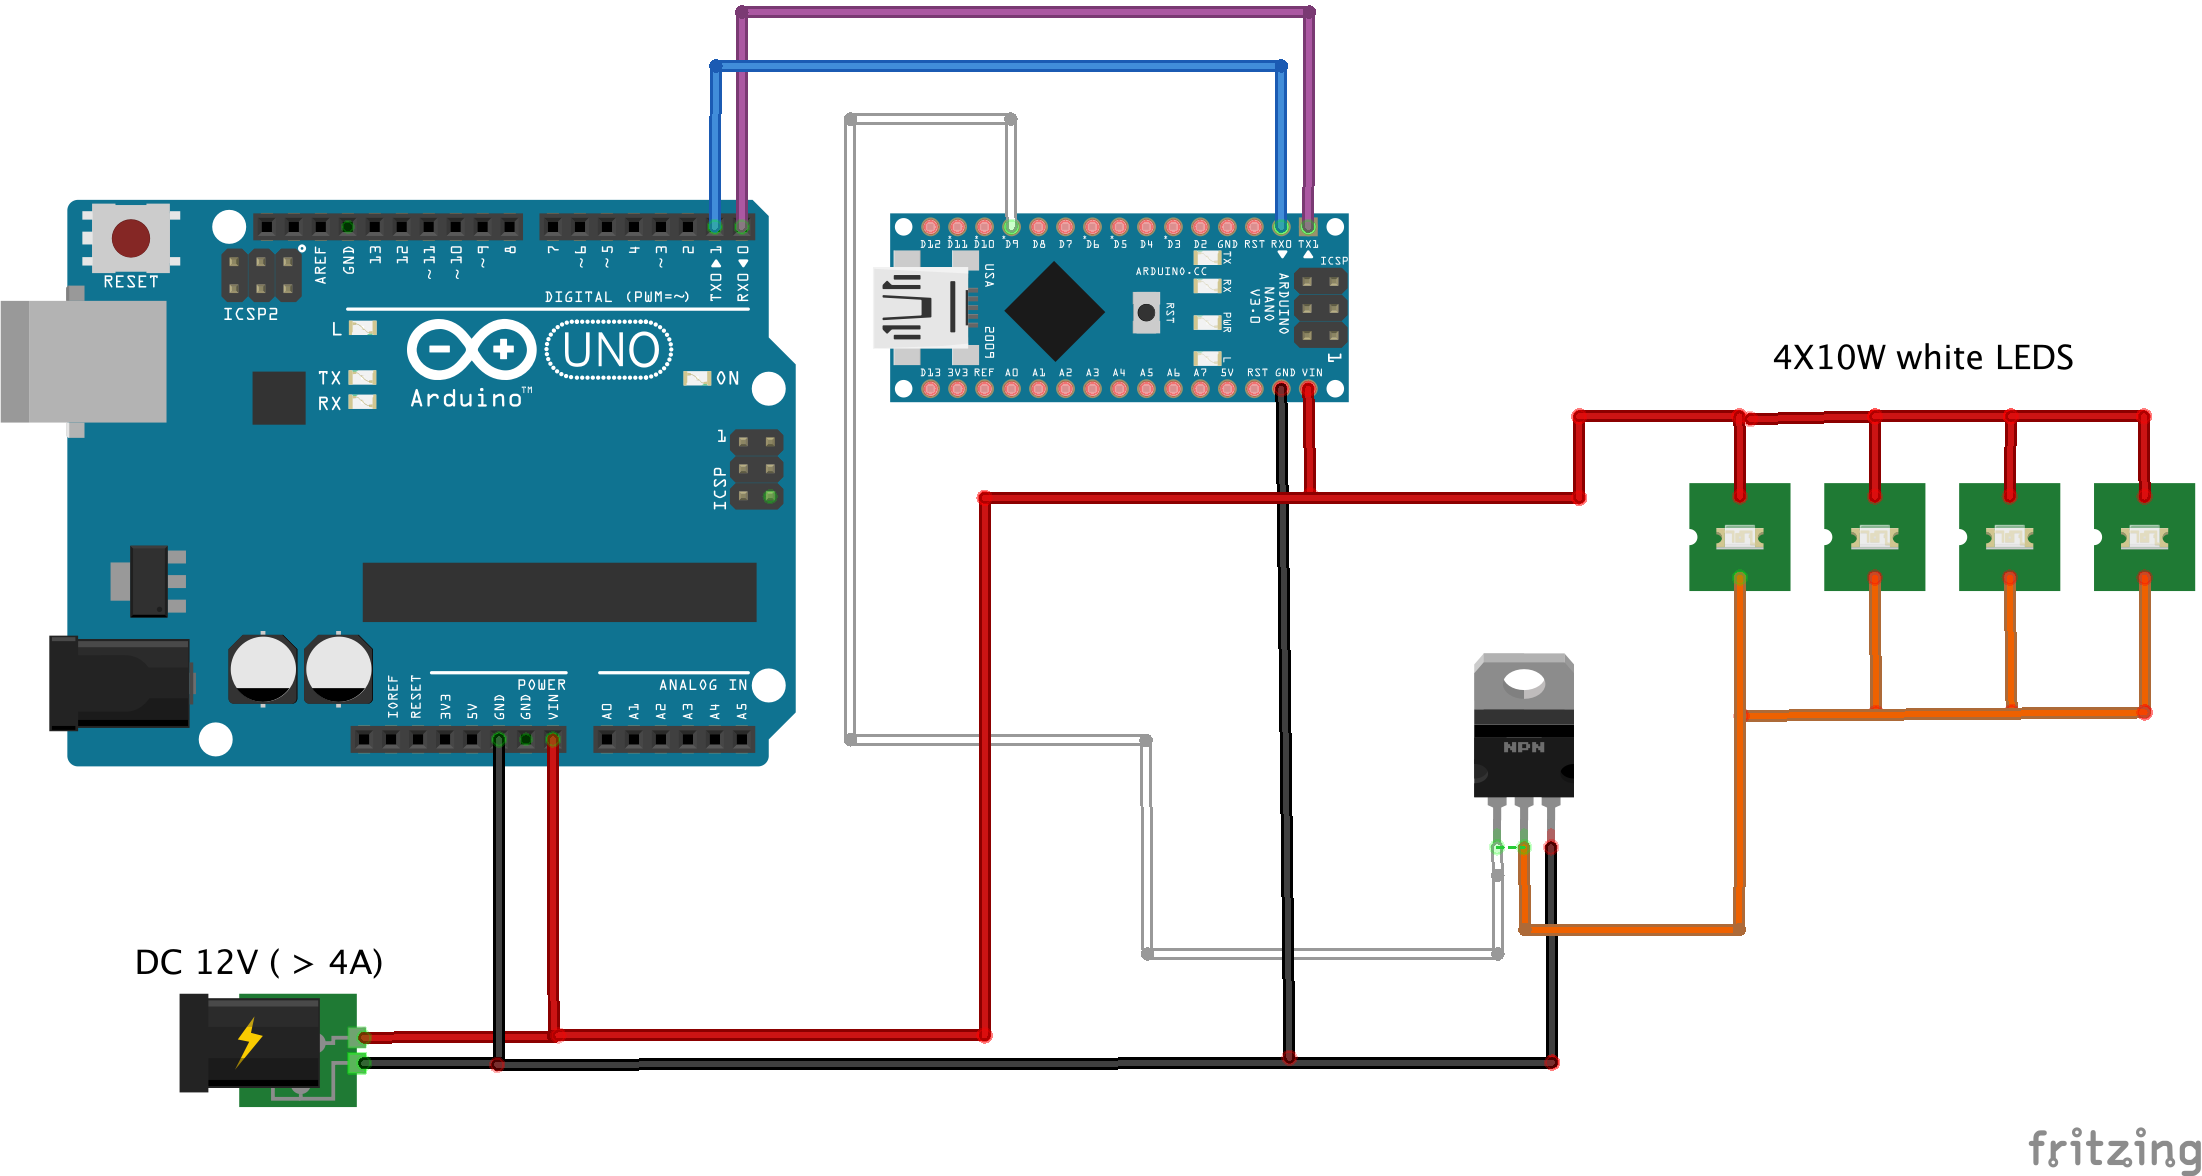 RESET
ICSP2
AREF
GND
13
12
~11
~10
~9
8
7
~6
~5
4
~3
2
TX0▶1
RX0◀0
DIGITAL (PWM=~)
L
TX
RX
UNO
Arduino™
ON
1
ICSP
IOREF
RESET
3V3
5V
GND
GND
VIN
POWER
ANALOG IN
A0
A1
A2
A3
A4
A5
D12
D11
D10
D9
D8
D7
D6
D5
D4
D3
D2
GND
RST
RX0
TX1
USA
2009
ARDUINO.CC
RST
TX
RX
PWR
L
ARDUINO
NANO
V3.0
ICSP
1
D13
3V3
REF
A0
A1
A2
A3
A4
A5
A6
A7
5V
RST
GND
VIN
4X10W white LEDS
NPN
DC 12V ( > 4A)
fritzing